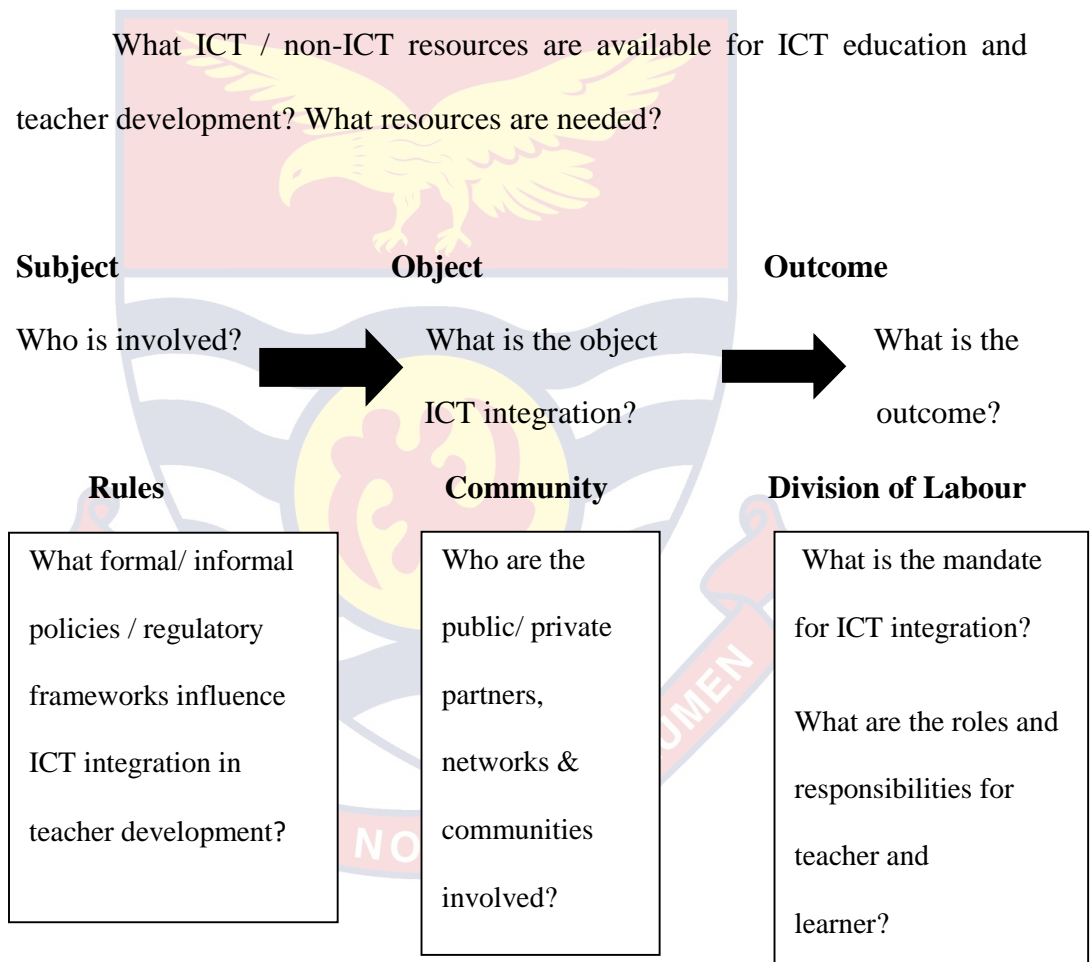 What ICT / non-ICT resources are available for ICT education and
teacher development? What resources are needed?
Subject
Object
Outcome
Who is involved?
What is the object
ICT integration?
What is the
outcome?
Rules
What formal/ informal
policies / regulatory
frameworks influence
ICT integration in
teacher development?
Community
Who are the
public/ private
partners,
networks &
communities
involved?
Division of Labour
What is the mandate
for ICT integration?
What are the roles and
responsibilities for
teacher and
learner?
NO
UMEN